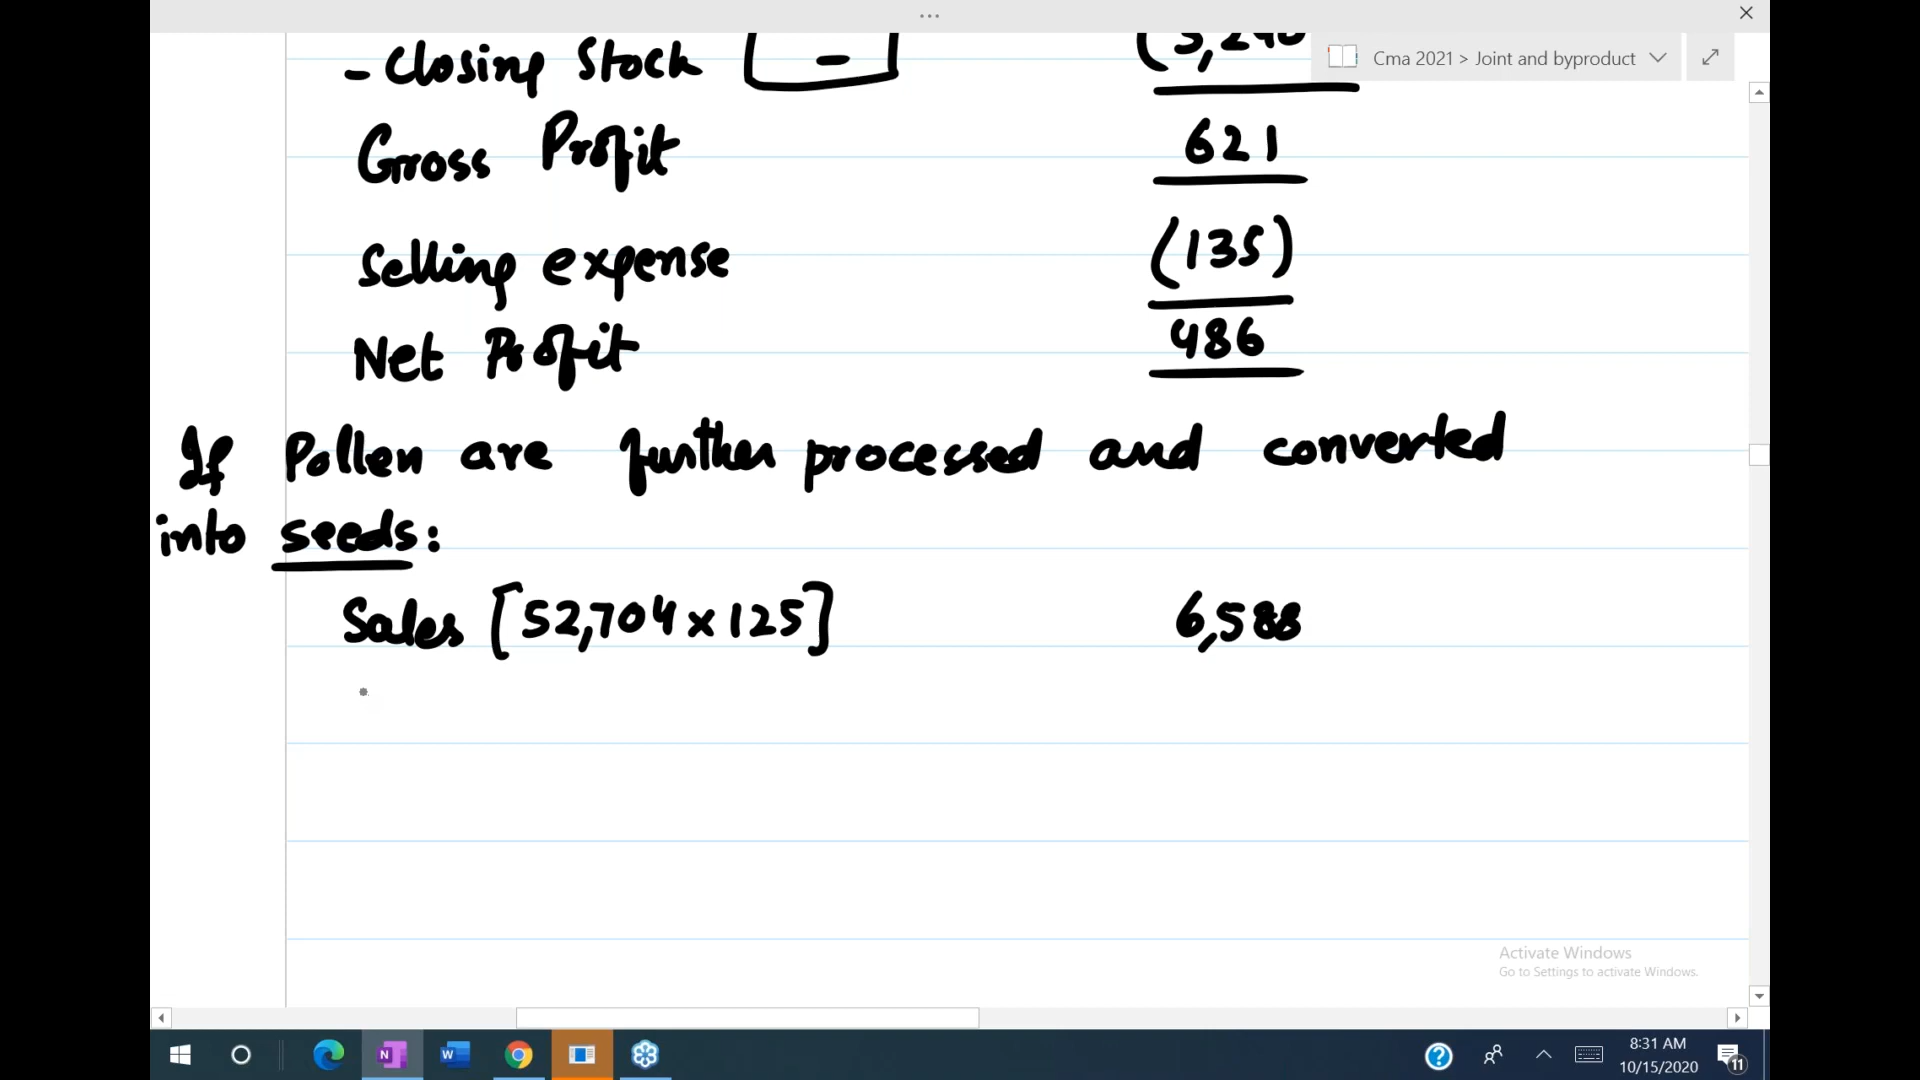 - Closing Stock [ - ]
Cma 2021 > Joint and byproduct
Gross Profit 621
Selling expense (135)
Net Profit 486
If Pollen are further processed and converted
into seeds:
Sales [52,704 x 125] 6,588
Activate Windows
Go to Settings to activate Windows.
8:31 AM
10/15/2020
11